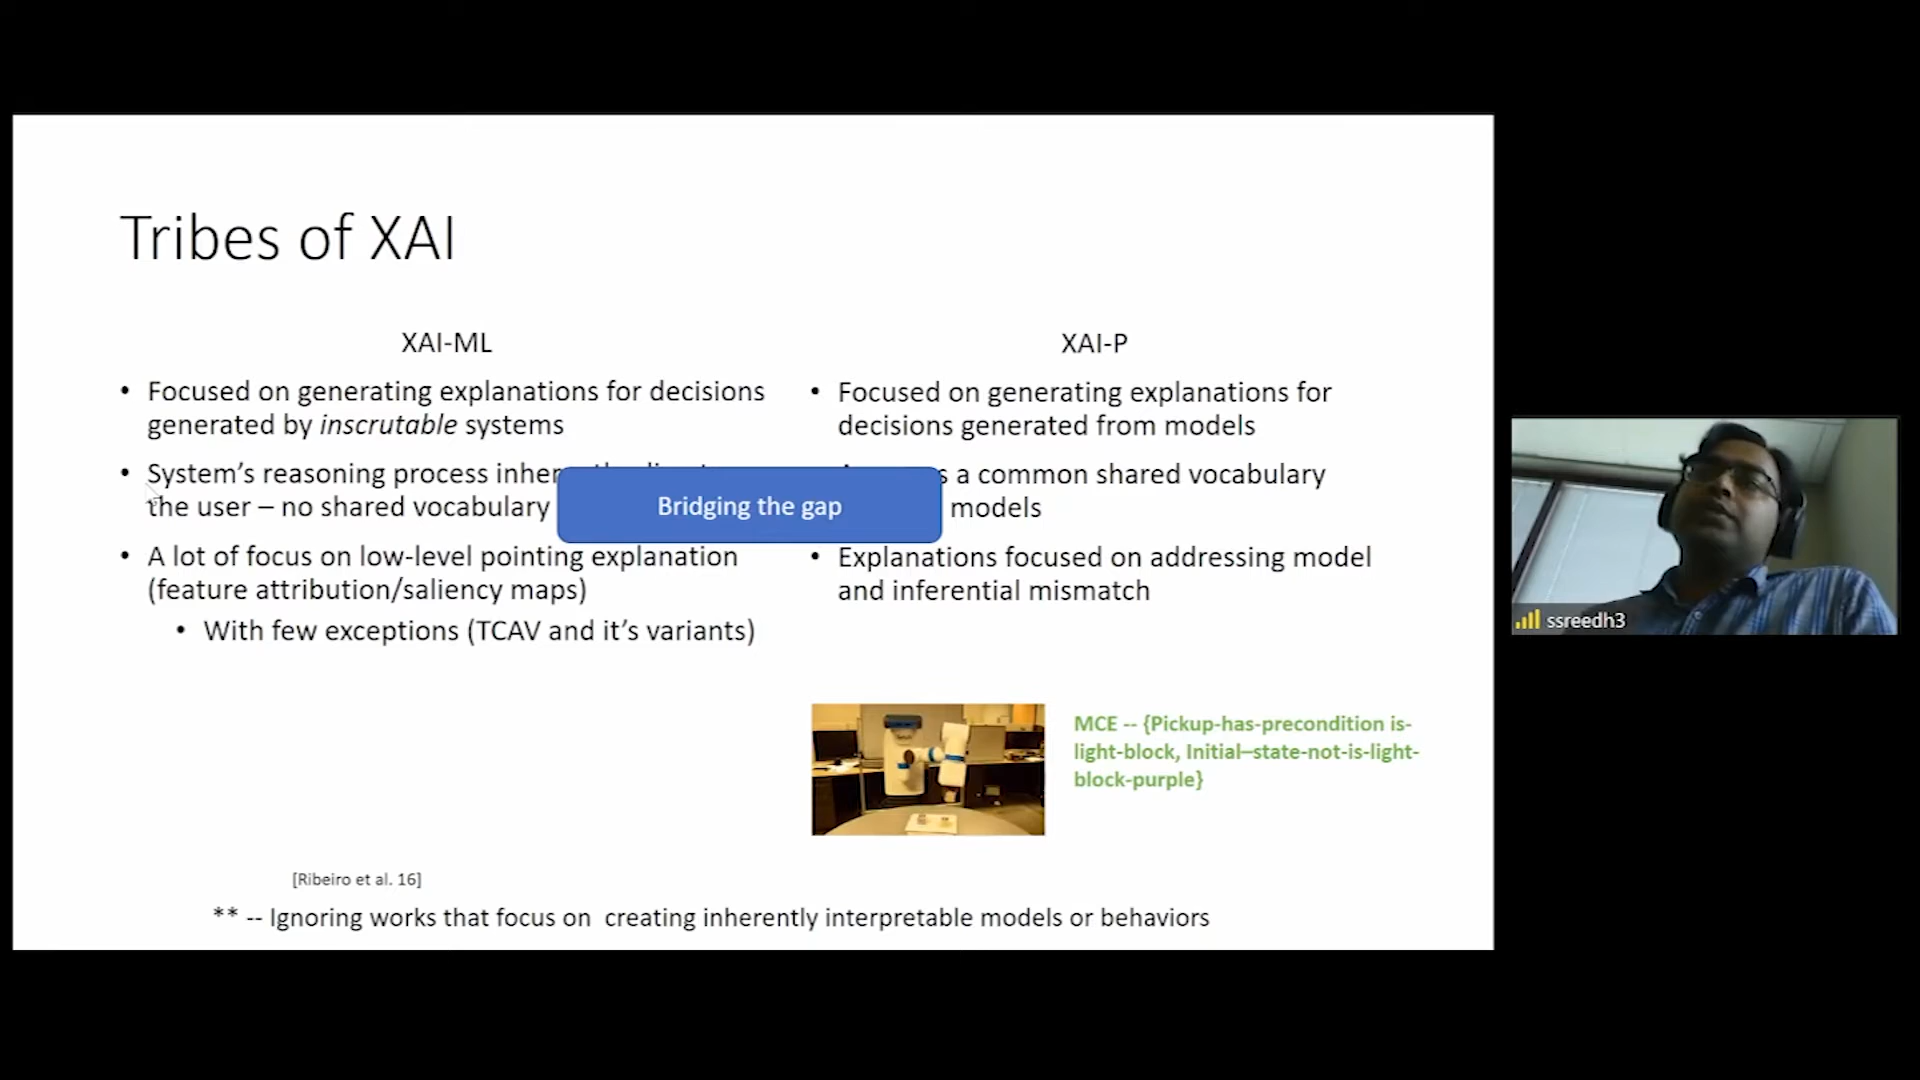 Tribes of XAI
XAI-ML
• Focused on generating explanations for decisions
generated by inscrutable systems
• System's reasoning process
the user – no shared vocabulary
• A lot of focus on low-level pointing explanation
(feature attribution/saliency maps)
• With few exceptions (TCAV and it's variants)
XAI-P
• Focused on generating explanations for
decisions generated from models
a common shared vocabulary
models
• Explanations focused on addressing model
and inferential mismatch
Bridging the gap
MCE -- {Pickup-has-precondition is-
light-block, Initial–state-not-is-light-
block-purple}
[Ribeiro et al. 16]
** -- Ignoring works that focus on creating inherently interpretable models or behaviors
ssreedh3